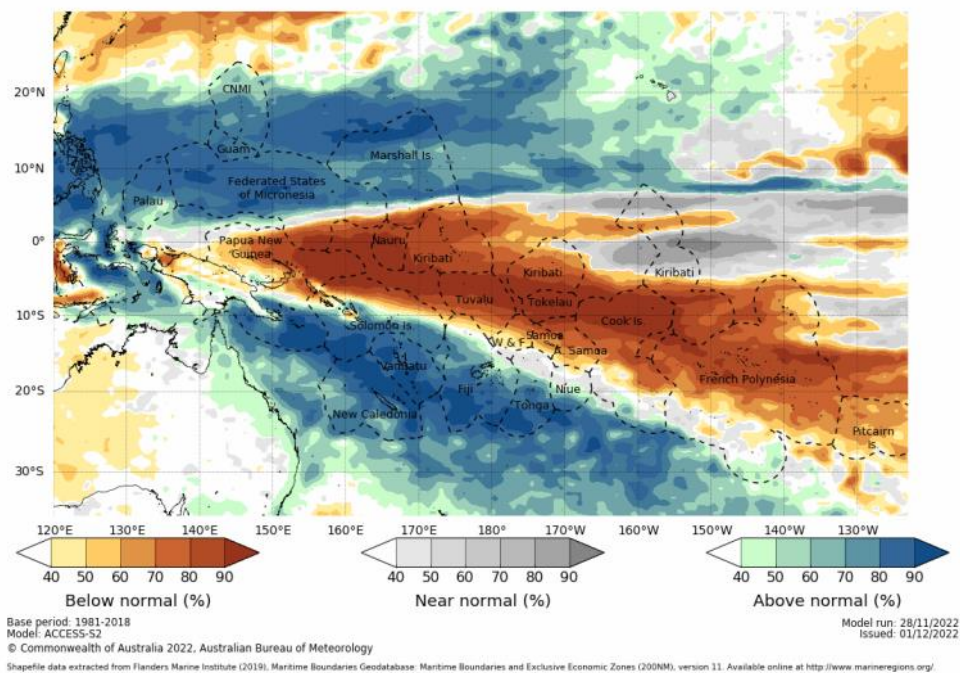 20°N
CNMI
Guam
10°N
Marshall Is.
Federated States
of Micronesia
Palau
0°
Papua New
Guinea
Nauru
Kiribati
Kiribati
Kiribati
Tuvalu
Tokelau
10°S
Solomon Is.
Cook Is.
W & F
Samoa
A. Samoa
Vanuatu
20°S
Fiji
Niue
French Polynesia
New Caledonia
Tonga
Pitcairn
Is.
30°S
120°E 130°E 140°E 150°E 160°E 170°E 180° 170°W 160°W 150°W 140°W 130°W
40 50 60 70 80 90
Below normal (%)
40 50 60 70 80 90
Near normal (%)
40 50 60 70 80 90
Above normal (%)
Base period: 1981-2018
Model: ACCESS-S2
© Commonwealth of Australia 2022, Australian Bureau of Meteorology
Model run: 28/11/2022
Issued: 01/12/2022
Shapefile data extracted from Flanders Marine Institute (2019), Maritime Boundaries Geodatabase: Maritime Boundaries and Exclusive Economic Zones (200NM), version 11. Available online at http://www.marineregions.org/.